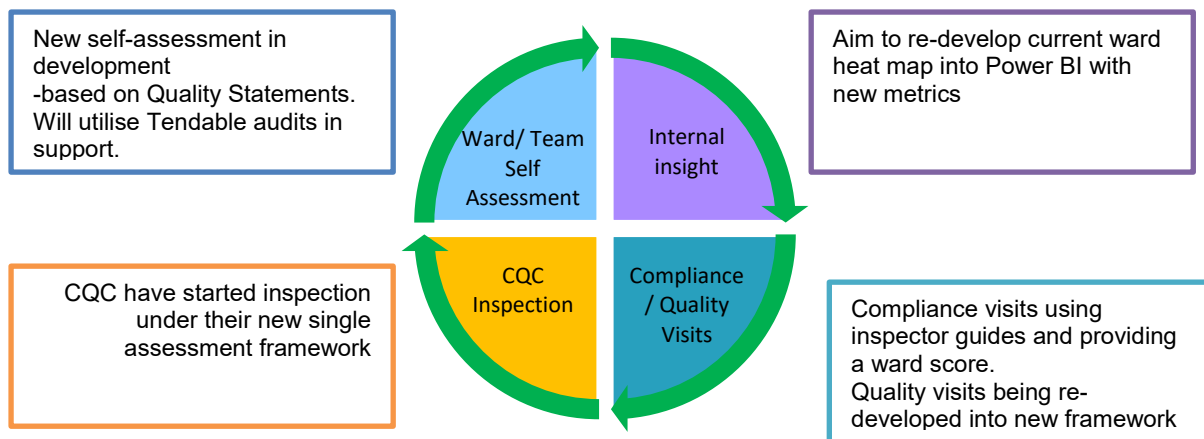 New self-assessment in
development
-based on Quality Statements.
Will utilise Tendable audits in
support.
Ward/ Team
Self
Assessment
Internal
insight
Aim to re-develop current ward
heat map into Power BI with
new metrics
CQC have started inspection
under their new single
assessment framework
CQC
Inspection
Compliance
/ Quality
Visits
Compliance visits using
inspector guides and providing
a ward score.
Quality visits being re-
developed into new framework